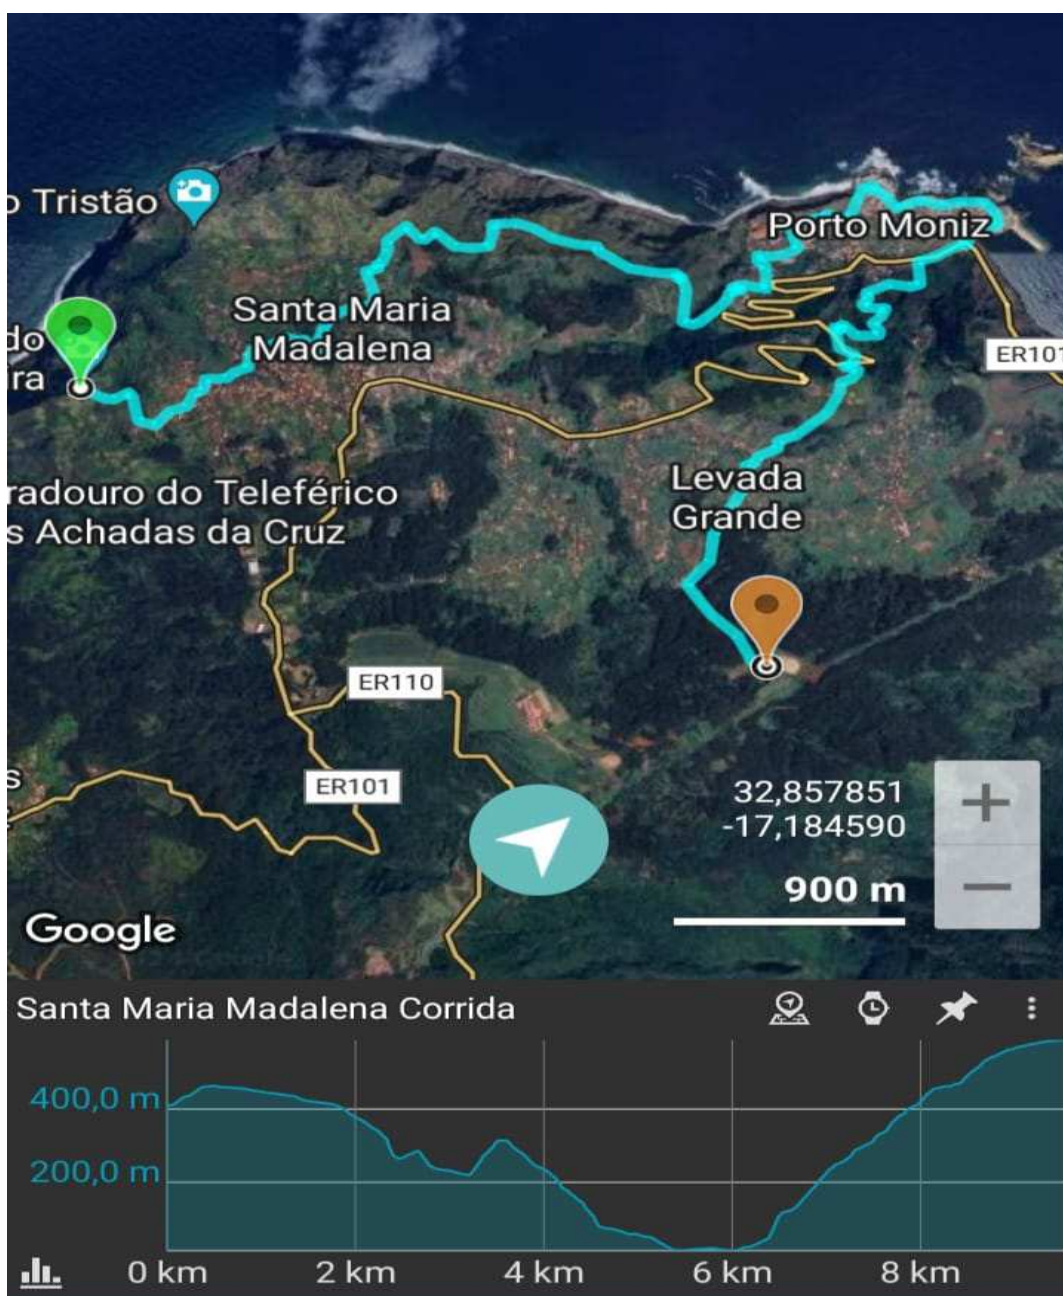 o Tristão
Porto Moniz
Santa Maria
Madalena
do
ira
ER101
radouro do Teleférico
s Achadas da Cruz
Levada
Grande
ER110
ER101
s
32,857851
-17,184590
900 m
Google
Santa Maria Madalena Corrida
400,0 m
200,0 m
0 km
2 km
4 km
6 km
8 km